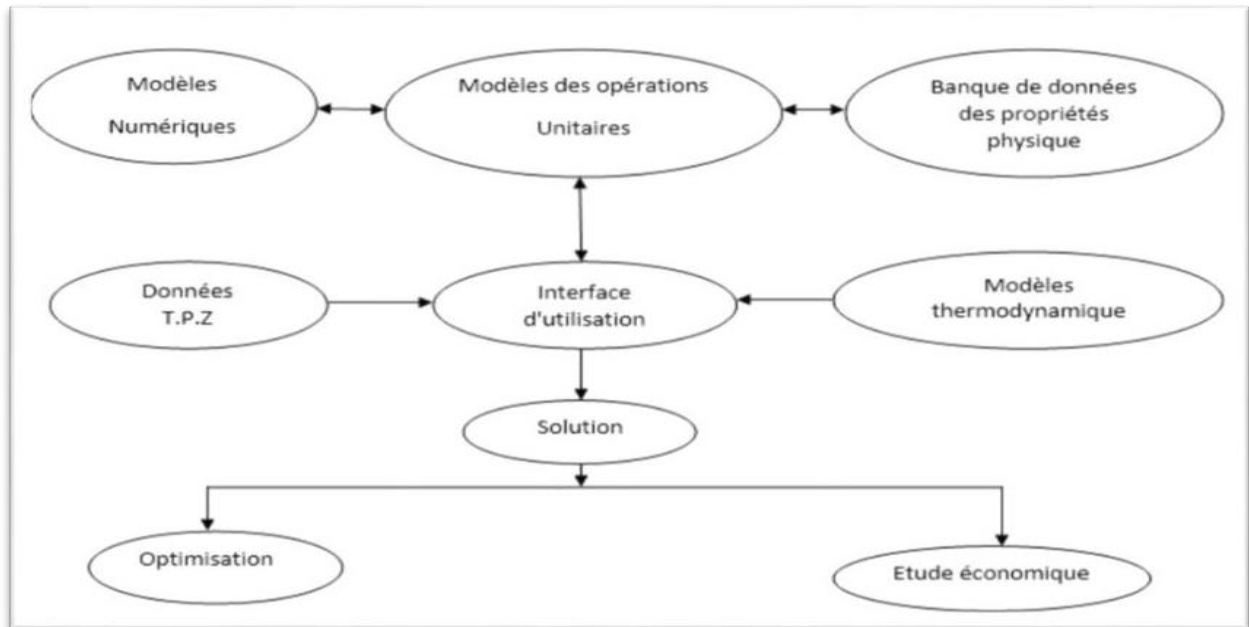 Modèles
Numériques
Modèles des opérations
Unitaires
Banque de données
des propriétés
physique
Données
T.P.Z
Interface
d'utilisation
Modèles
thermodynamique
Solution
Optimisation
Etude économique